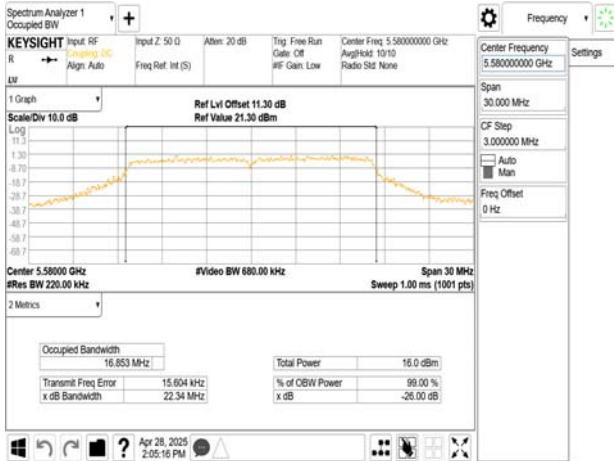 Spectrum Analyzer 1
Occupied BW
+
Frequency
KEYSIGHT
R
LW
Input: RF
Coupling: DC
Align: Auto
Input Z: 50 Ω
Freq Ref: Int (S)
Atten: 20 dB
Trig: Free Run
Gate: Off
#IF Gain: Low
Center Freq: 5.580000000 GHz
Avg|Hold: 10/10
Radio Std: None
Center Frequency
5.580000000 GHz
Settings
Span
30.000 MHz
CF Step
3.000000 MHz
Auto
Man
Freq Offset
0 Hz
1 Graph
Scale/Div 10.0 dB
Ref Lvl Offset 11.30 dB
Ref Value 21.30 dBm
Log
11.3
1.30
-8.70
-18.7
-28.7
-38.7
-48.7
-58.7
-68.7
Center 5.58000 GHz
#Res BW 220.00 kHz
#Video BW 680.00 kHz
Span 30 MHz
Sweep 1.00 ms (1001 pts)
2 Metrics
Occupied Bandwidth
16.853 MHz
Transmit Freq Error 15.604 kHz
x dB Bandwidth 22.34 MHz
Total Power 16.0 dBm
% of OBW Power 99.00 %
x dB -26.00 dB
?
Apr 28, 2025
2:05:16 PM